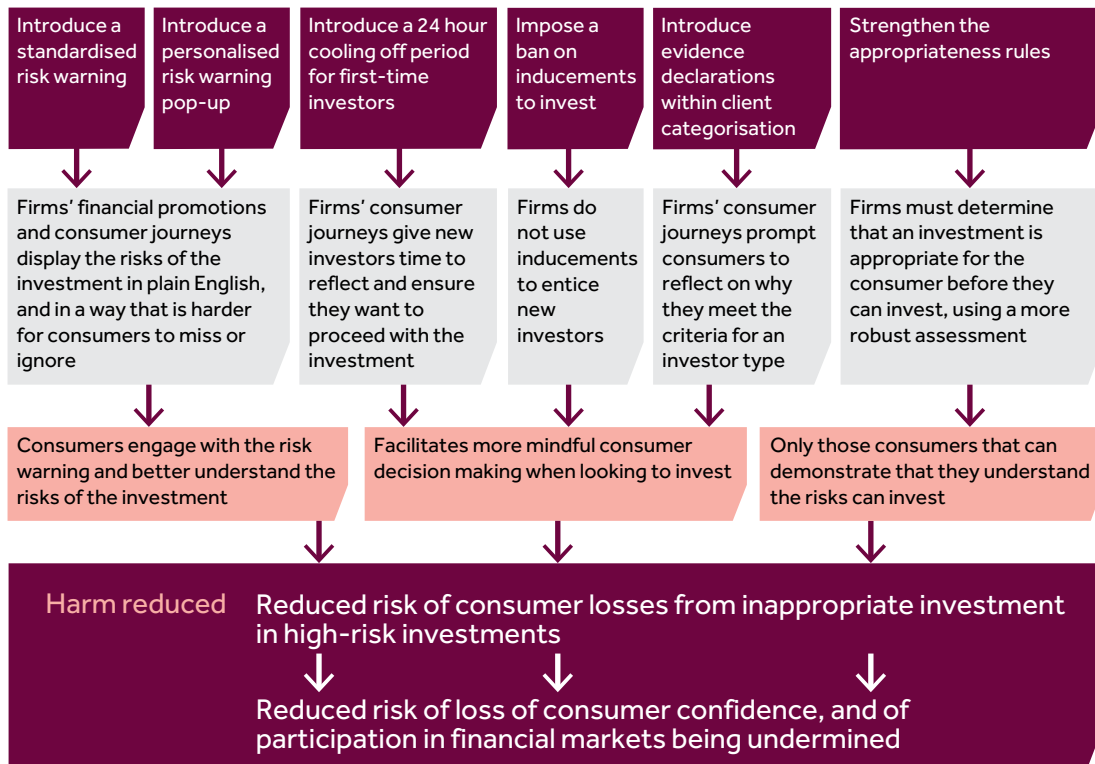 Introduce a
standardised
risk warning
Introduce a
personalised
risk warning
pop-up
Introduce a 24 hour
cooling off period
for first-time
investors
Impose a
ban on
inducements
to invest
Introduce
evidence
declarations
within client
categorisation
Strengthen the
appropriateness rules
Firms’ financial promotions
and consumer journeys
display the risks of the
investment in plain English,
and in a way that is harder
for consumers to miss or
ignore
Firms’ consumer
journeys give new
investors time to
reflect and ensure
they want to
proceed with the
investment
Firms do
not use
inducements
to entice
new
investors
Firms’ consumer
journeys prompt
consumers to
reflect on why
they meet the
criteria for an
investor type
Firms must determine
that an investment is
appropriate for the
consumer before they
can invest, using a more
robust assessment
Consumers engage with the risk
warning and better understand the
risks of the investment
Facilitates more mindful consumer
decision making when looking to invest
Only those consumers that can
demonstrate that they understand
the risks can invest
Harm reduced
Reduced risk of consumer losses from inappropriate investment
in high-risk investments
Reduced risk of loss of consumer confidence, and of
participation in financial markets being undermined